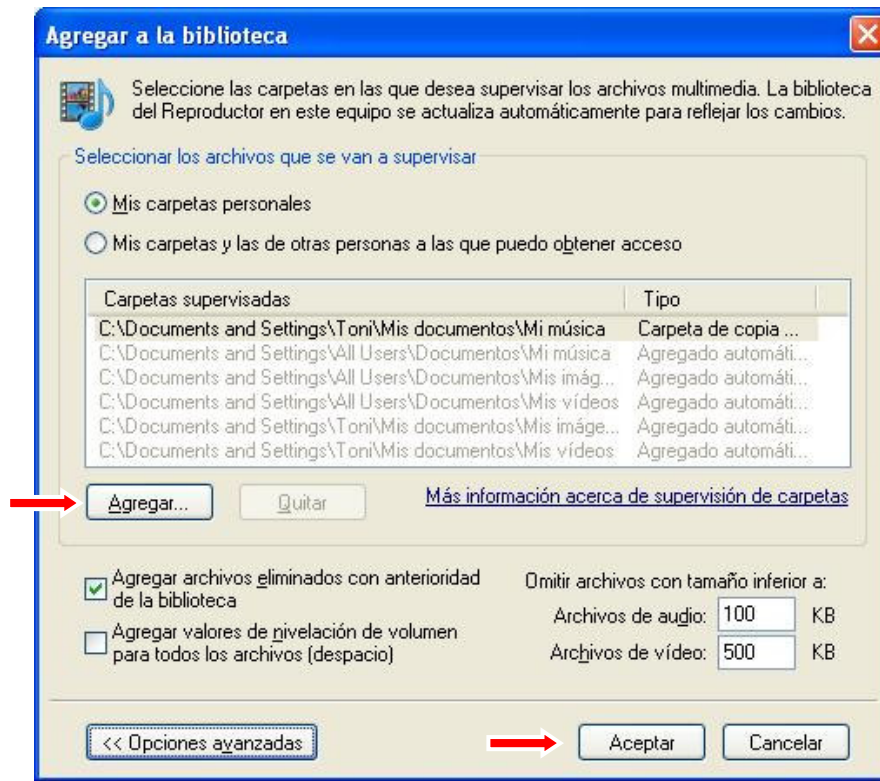 Agregar a la biblioteca
Seleccione las carpetas en las que desea supervisar los archivos multimedia. La biblioteca
del Reproductor en este equipo se actualiza automáticamente para reflejar los cambios.
Seleccionar los archivos que se van a supervisar
Mis carpetas personales
Mis carpetas y las de otras personas a las que puedo obtener acceso
Carpetas supervisadas Tipo
C:\Documents and Settings\Toni\Mis documentos\Mi música Carpeta de copia ...
C:\Documents and Settings\All Users\Documentos\Mi música Agregado automáti...
C:\Documents and Settings\All Users\Documentos\Mis imág... Agregado automáti...
C:\Documents and Settings\All Users\Documentos\Mis vídeos Agregado automáti...
C:\Documents and Settings\Toni\Mis documentos\Mis imáge... Agregado automáti...
C:\Documents and Settings\Toni\Mis documentos\Mis vídeos Agregado automáti...
Agregar... Quitar Más información acerca de supervisión de carpetas
Agregar archivos eliminados con anterioridad
de la biblioteca
Agregar valores de nivelación de volumen
para todos los archivos (despacio)
Omitir archivos con tamaño inferior a:
Archivos de audio: 100 KB
Archivos de vídeo: 500 KB
<< Opciones avanzadas Aceptar Cancelar